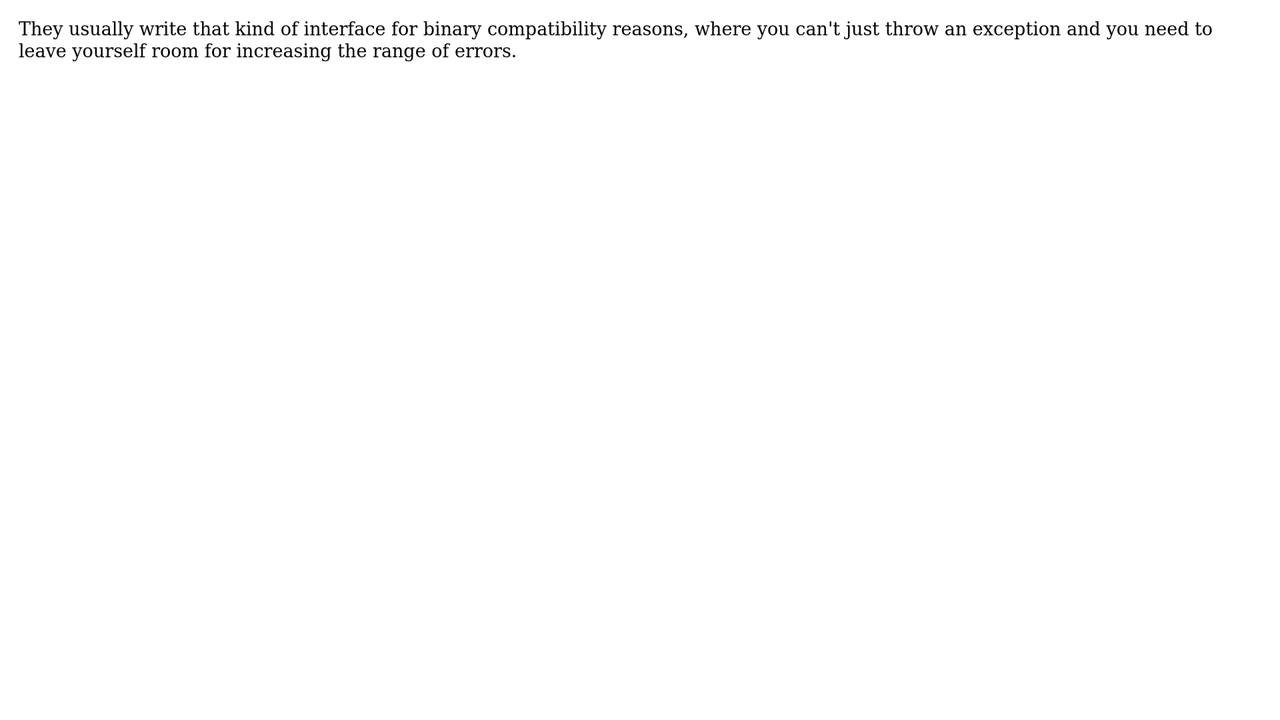 They usually write that kind of interface for binary compatibility reasons, where you can't just throw an exception and you need to
leave yourself room for increasing the range of errors.